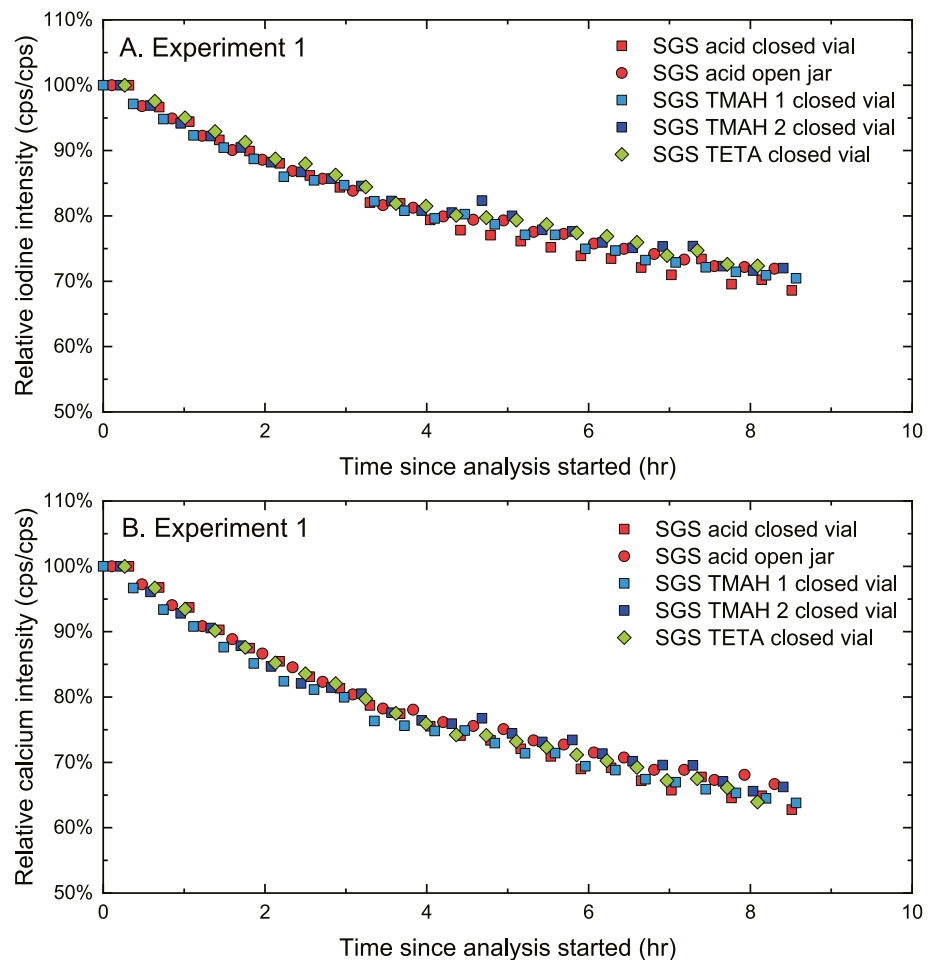 110%
A. Experiment 1
SGS acid closed vial
SGS acid open jar
SGS TMAH 1 closed vial
SGS TMAH 2 closed vial
SGS TETA closed vial
100%
90%
80%
70%
60%
50%
Relative iodine intensity (cps/cps)
0 2 4 6 8 10
Time since analysis started (hr)
110%
B. Experiment 1
SGS acid closed vial
SGS acid open jar
SGS TMAH 1 closed vial
SGS TMAH 2 closed vial
SGS TETA closed vial
100%
90%
80%
70%
60%
50%
Relative calcium intensity (cps/cps)
0 2 4 6 8 10
Time since analysis started (hr)